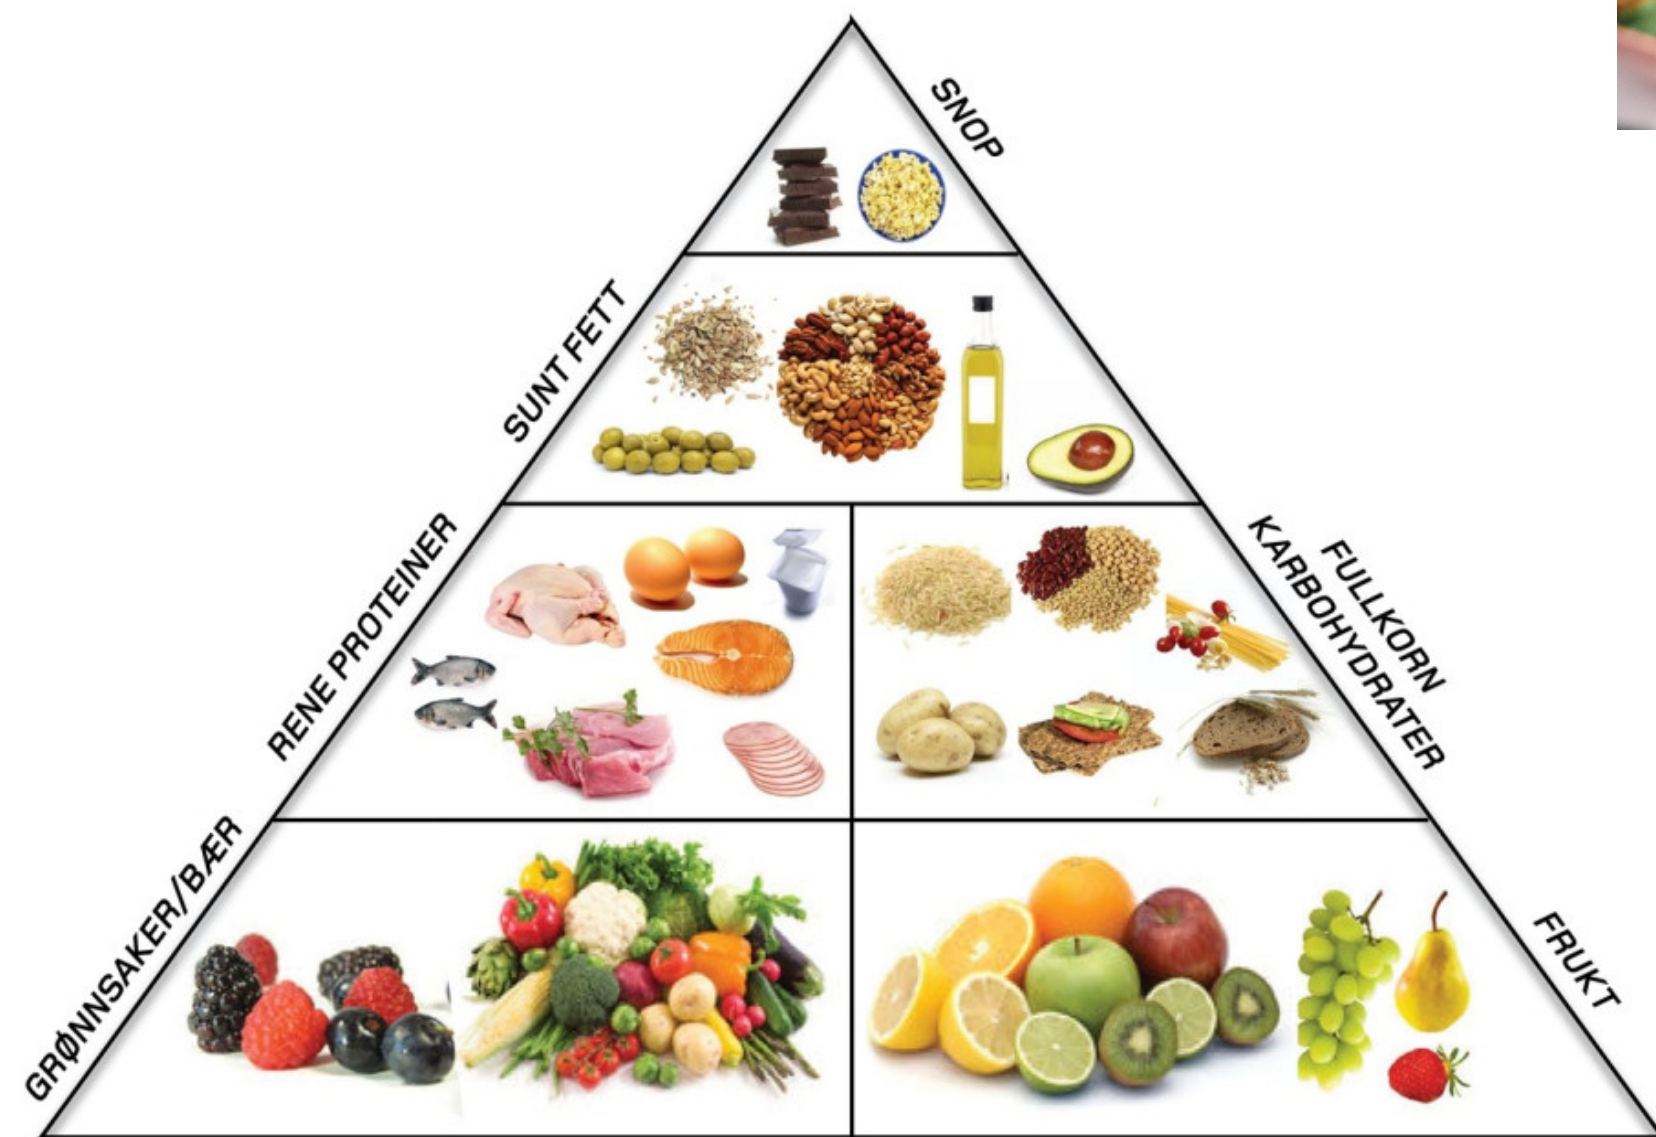 SNOP
SUNT FETT
RENE PROTEINER
FULLKORN
KARBOHYDRATER
GRØNNSAKER/BÆR
FRUKT